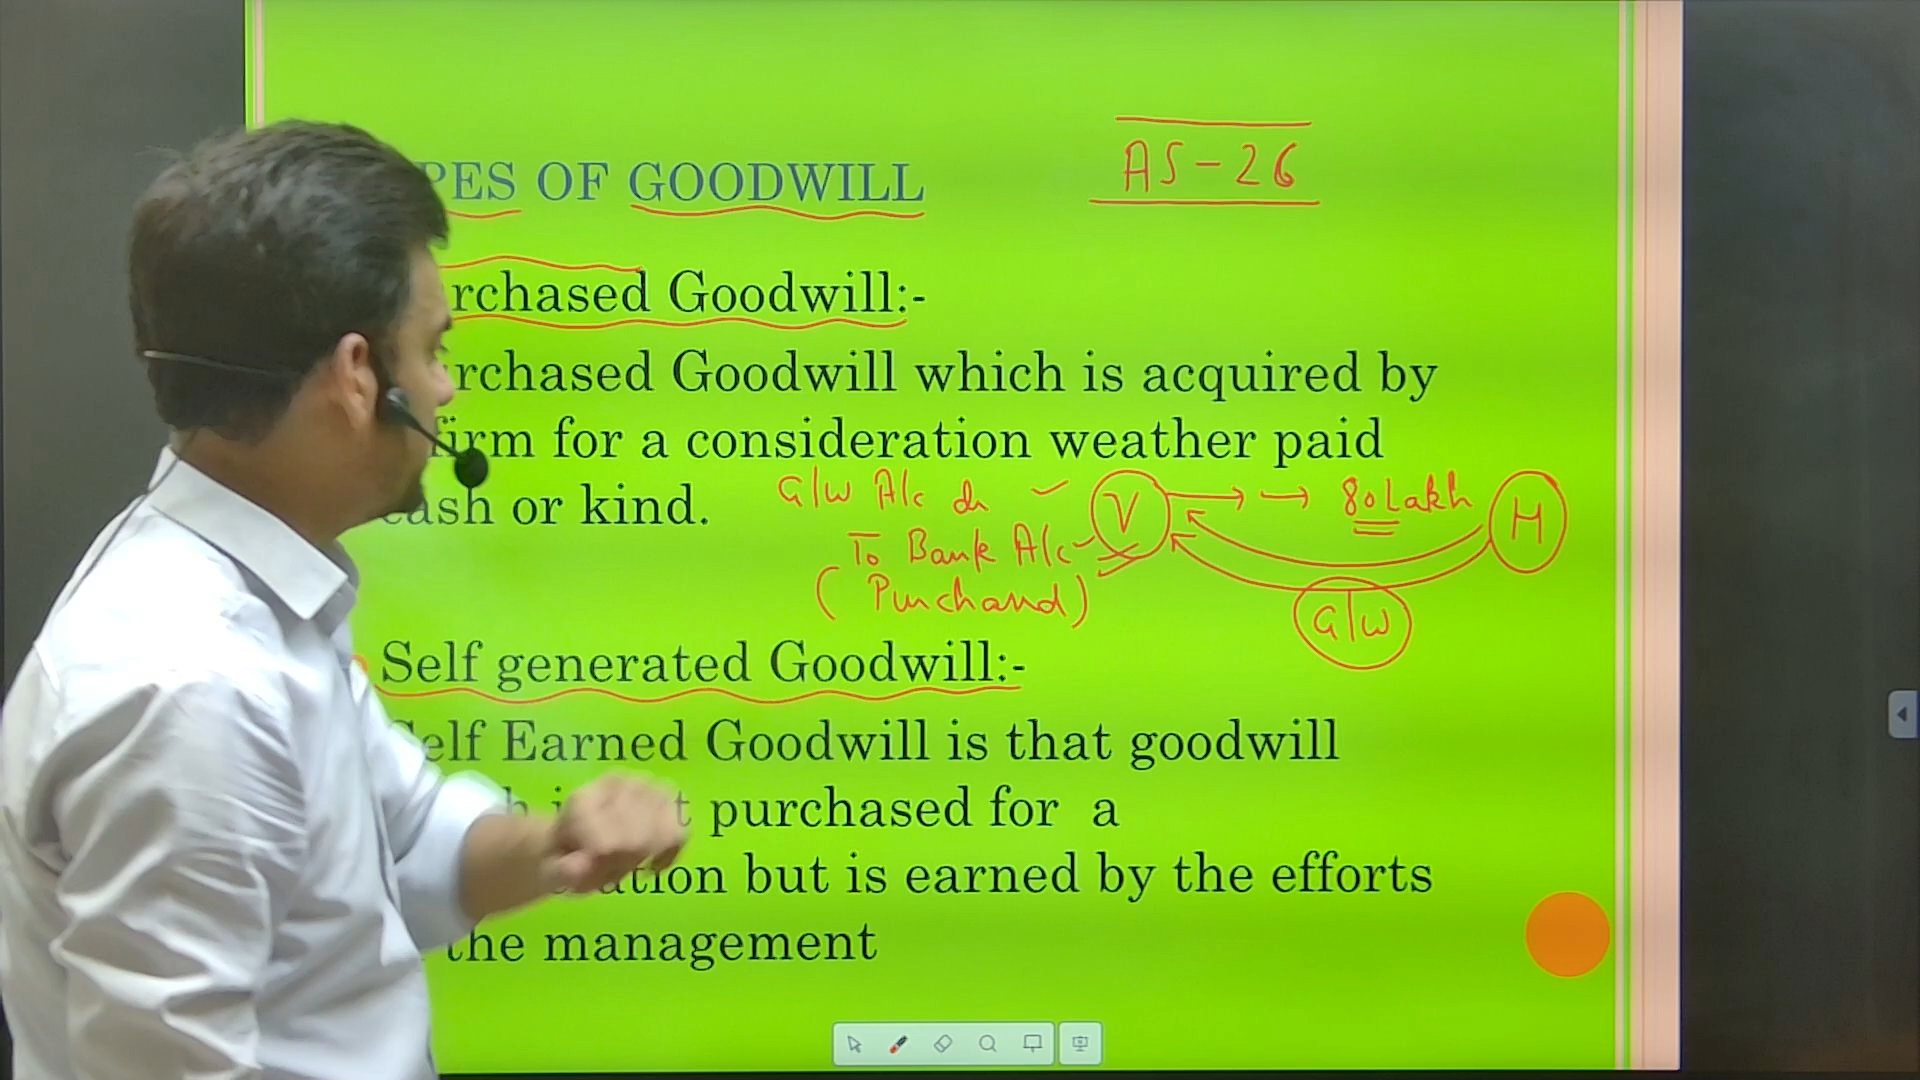 PES OF GOODWILL
AS-26
rchased Goodwill:-
rchased Goodwill which is acquired by
firm for a consideration weather paid
cash or kind.
G/W A/c dr
V
80 Lakh
H
To Bank A/c
(Purchased)
G/W
Self generated Goodwill:-
Self Earned Goodwill is that goodwill
purchased for a
ation but is earned by the efforts
the management